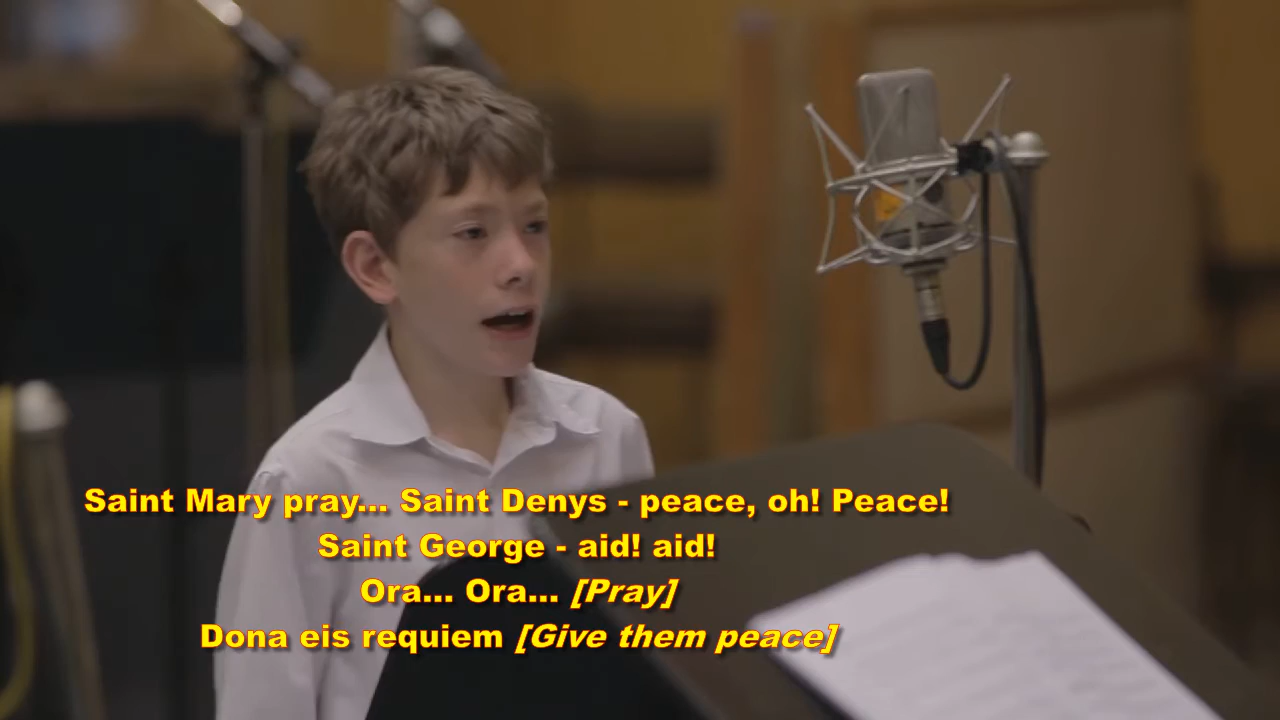 Saint Mary pray... Saint Denys - peace, oh! Peace!
Saint George - aid! aid!
Ora... Ora... [Pray]
Dona eis requiem [Give them peace]